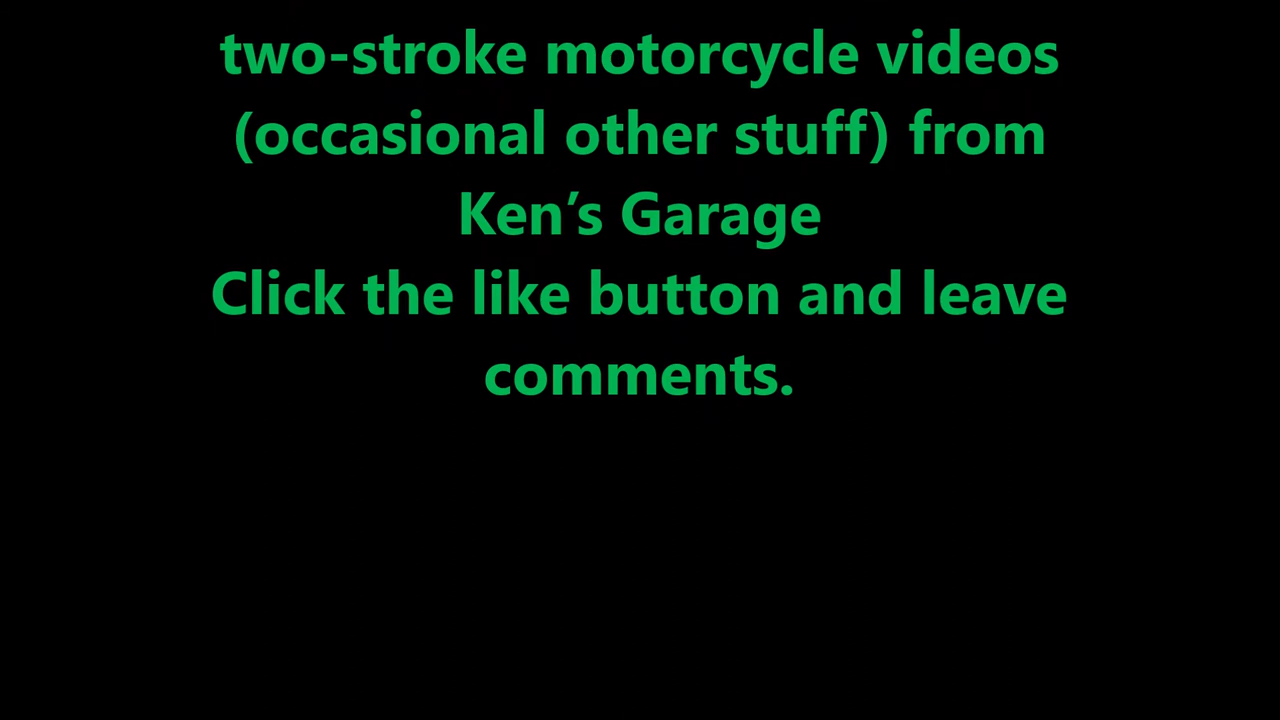 two-stroke motorcycle videos
(occasional other stuff) from
Ken’s Garage
Click the like button and leave
comments.